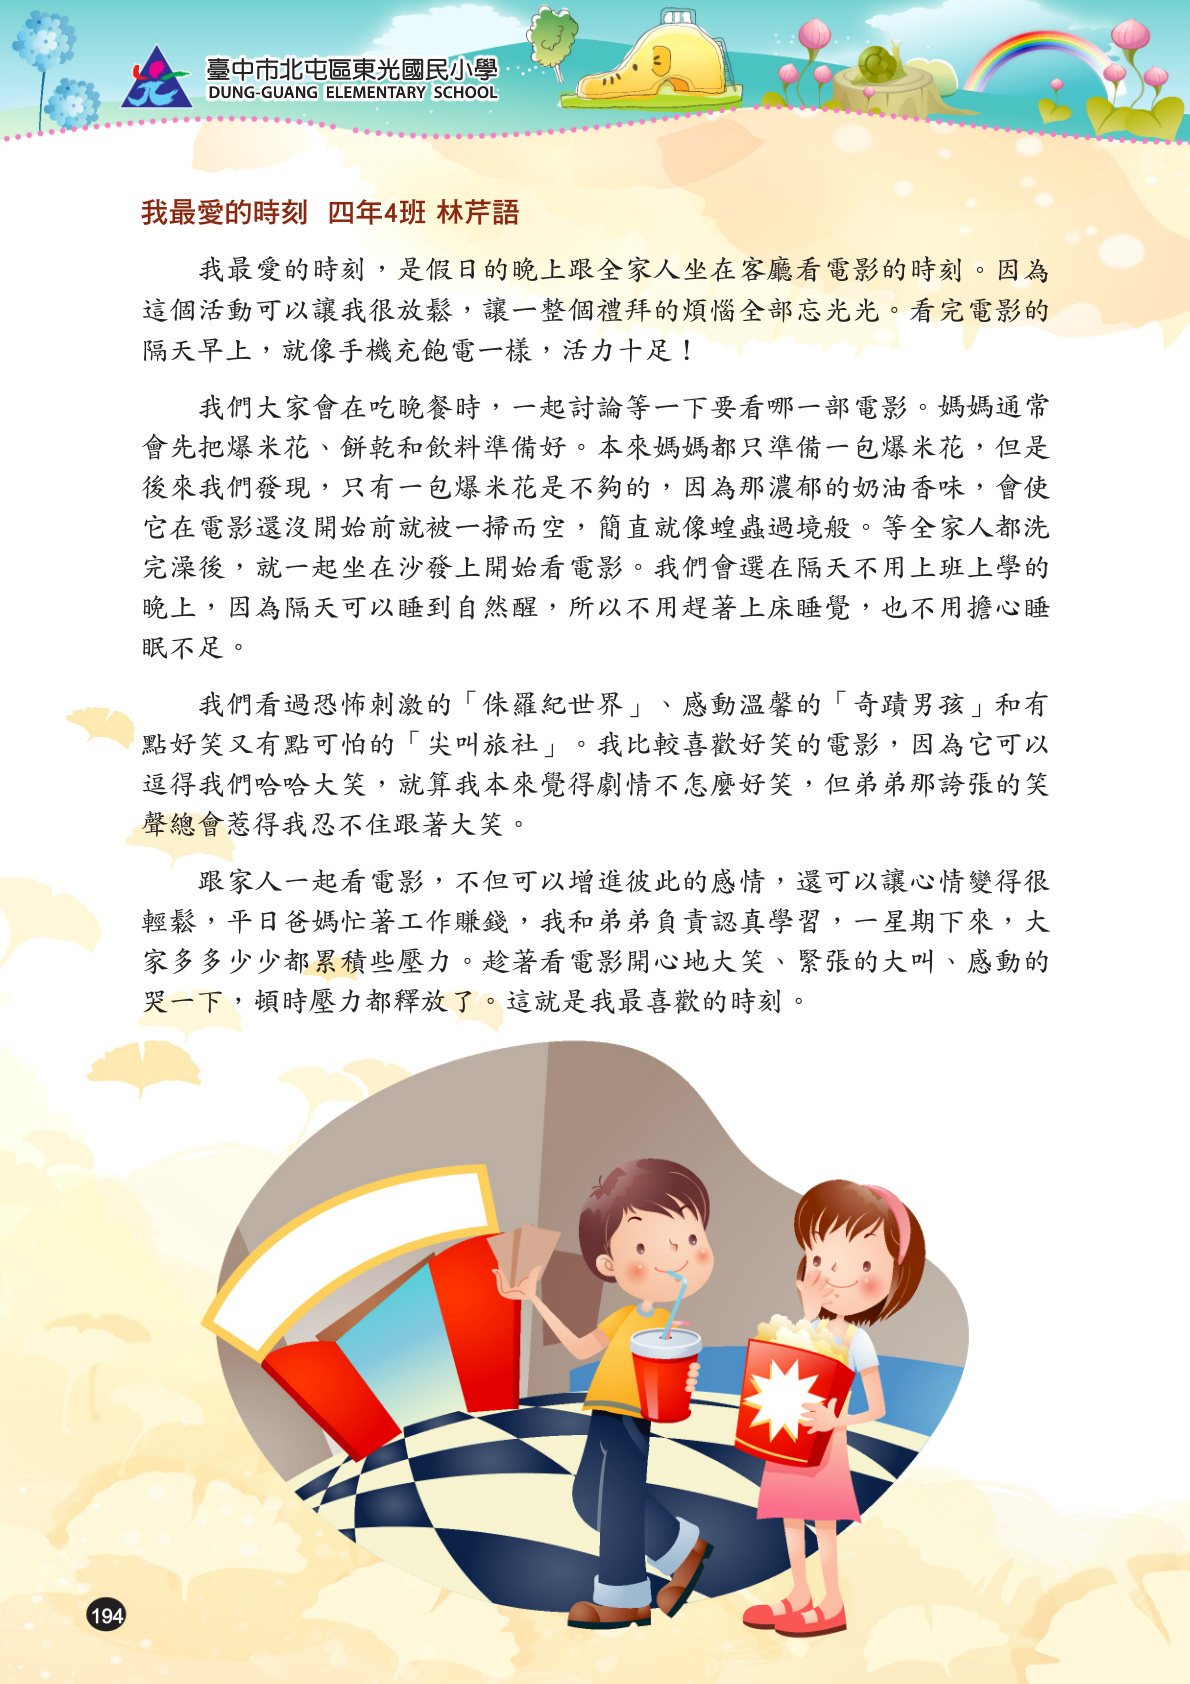 臺中市北屯區東光國民小學
DUNG-GUANG ELEMENTARY SCHOOL
我最愛的時刻 四年4班 林芹語
我最愛的時刻，是假日的晚上跟全家人坐在客廳看電影的時刻。因為
這個活動可以讓我很放鬆，讓一整個禮拜的煩惱全部忘光光。看完電影的
隔天早上，就像手機充飽電一樣，活力十足！
我們大家會在吃晚餐時，一起討論等一下要看哪一部電影。媽媽通常
會先把爆米花、餅乾和飲料準備好。本來媽媽都只準備一包爆米花，但是
後來我們發現，只有一包爆米花是不夠的，因為那濃郁的奶油香味，會使
它在電影還沒開始前就被一掃而空，簡直就像蝗蟲過境般。等全家人都洗
完澡後，就一起坐在沙發上開始看電影。我們會選在隔天不用上班上學的
晚上，因為隔天可以睡到自然醒，所以不用趕著上床睡覺，也不用擔心睡
眠不足。
我們看過恐怖刺激的「侏羅紀世界」、感動溫馨的「奇蹟男孩」和有
點好笑又有點可怕的「尖叫旅社」。我比較喜歡好笑的電影，因為它可以
逗得我們哈哈大笑，就算我本來覺得劇情不怎麼好笑，但弟弟那誇張的笑
聲總會惹得我忍不住跟著大笑。
跟家人一起看電影，不但可以增進彼此的感情，還可以讓心情變得很
輕鬆，平日爸媽忙著工作賺錢，我和弟弟負責認真學習，一星期下來，大
家多多少少都累積些壓力。趁著看電影開心地大笑、緊張的大叫、感動的
哭一下，頓時壓力都釋放了。這就是我最喜歡的時刻。
194